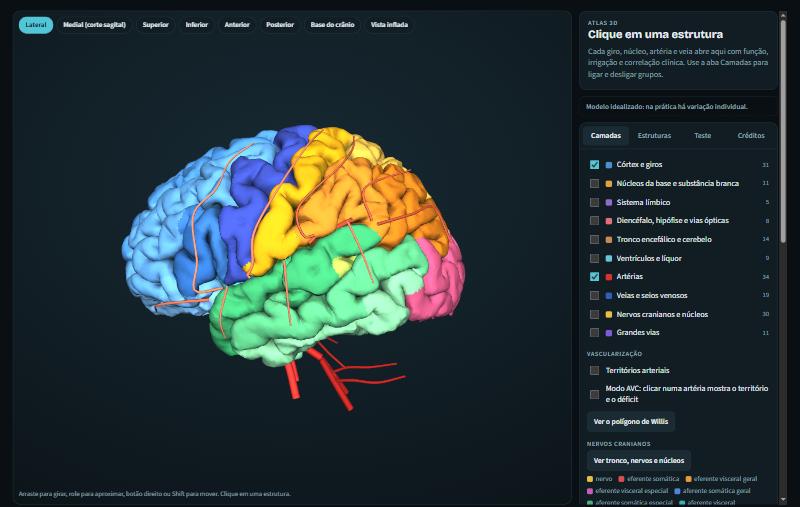 Lateral
Medial (corte sagital)
Superior
Inferior
Anterior
Posterior
Base do crânio
Vista inflada
Arraste para girar, role para aproximar, botão direito ou Shift para mover. Clique em uma estrutura.
ATLAS 3D
Clique em uma estrutura
Cada giro, núcleo, artéria e veia abre aqui com função,
irrigação e correlação clínica. Use a aba Camadas para
ligar e desligar grupos.
Modelo idealizado: na prática há variação individual.
Camadas
Estruturas
Teste
Créditos
Córtex e giros 31
Núcleos da base e substância branca 11
Sistema límbico 5
Diencéfalo, hipófise e vias ópticas 8
Tronco encefálico e cerebelo 14
Ventrículos e líquor 9
Artérias 34
Veias e seios venosos 19
Nervos cranianos e núcleos 30
Grandes vias 11
VASCULARIZAÇÃO
Territórios arteriais
Modo AVC: clicar numa artéria mostra o território
e o déficit
Ver o polígono de Willis
NERVOS CRANIANOS
Ver tronco, nervos e núcleos
nervo eferente somática eferente visceral geral
eferente visceral especial aferente somática geral
aferente somática especial aferente visceral